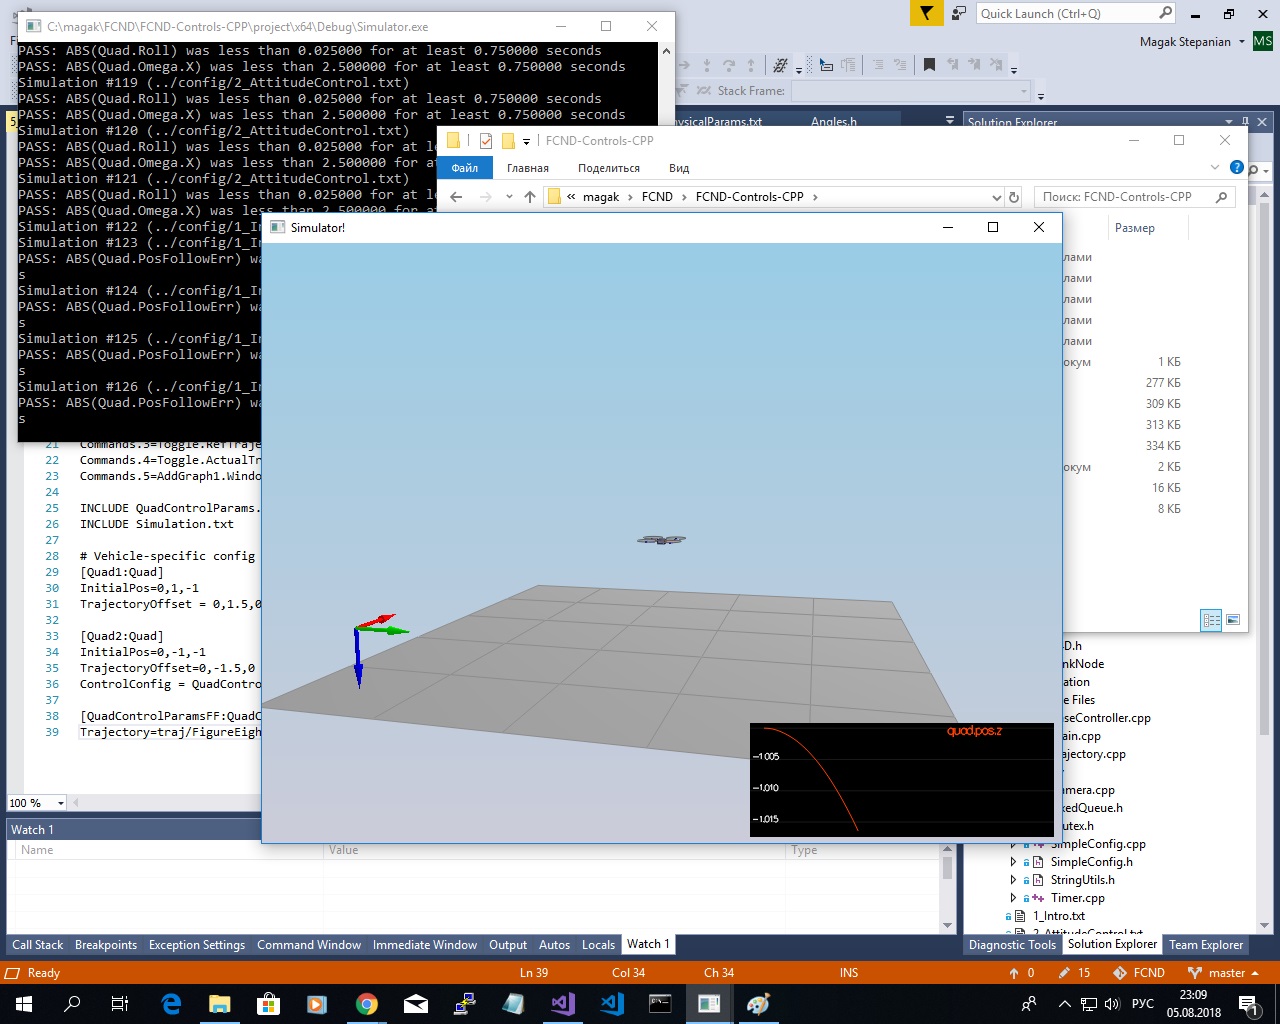 C:\magak\FCND\FCND-Controls-CPP\project\x64\Debug\Simulator.exe
Quick Launch (Ctrl+Q)
Magak Stepanian
MS
PASS: ABS(Quad.Roll) was less than 0.025000 for at least 0.750000 seconds
PASS: ABS(Quad.Omega.X) was less than 2.500000 for at least 0.750000 seconds
Simulation #119 (../config/2_AttitudeControl.txt)
PASS: ABS(Quad.Roll) was less than 0.025000 for at least 0.750000 seconds
PASS: ABS(Quad.Omega.X) was less than 2.500000 for at least 0.750000 seconds
Simulation #120 (../config/2_AttitudeControl.txt)
PASS: ABS(Quad.Roll) was less than 0.025000 for at
PASS: ABS(Quad.Omega.X) was less than 2.500000 for
Simulation #121 (../config/2_AttitudeControl.txt)
PASS: ABS(Quad.Roll) was less than 0.025000 for at
PASS: ABS(Quad.Omega.X) was less than 2.500000 for
Simulation #122 (../config/1_I
Simulation #123 (../config/1_I
PASS: ABS(Quad.PosFollowErr) wa
s
Simulation #124 (../config/1_I
PASS: ABS(Quad.PosFollowErr) wa
s
Simulation #125 (../config/1_I
PASS: ABS(Quad.PosFollowErr) wa
s
Simulation #126 (../config/1_I
PASS: ABS(Quad.PosFollowErr) wa
s
Stack Frame:
ysicalParams.txt
Angles.h
Solution Explorer
FCND-Controls-CPP
Файл
Главная
Поделиться
Вид
magak
FCND
FCND-Controls-CPP
Поиск: FCND-Controls-CPP
Размер
лами
лами
лами
лами
лами
окум
1 КБ
277 КБ
309 КБ
313 КБ
334 КБ
окум
2 КБ
16 КБ
8 КБ
Simulator!
quad.pos.z
-1.005
-1.010
-1.015
21 Commands.3=Toggle.RefTraje
22 Commands.4=Toggle.ActualTr
23 Commands.5=AddGraph1.Windo
24
25 INCLUDE QuadControlParams.
26 INCLUDE Simulation.txt
27
28 # Vehicle-specific config
29 [Quad1:Quad]
30 InitialPos=0,1,-1
31 TrajectoryOffset = 0,1.5,0
32
33 [Quad2:Quad]
34 InitialPos=0,-1,-1
35 TrajectoryOffset=0,-1.5,0
36 ControlConfig = QuadContro
37
38 [QuadControlParamsFF:QuadC
39 Trajectory=traj/FigureEigh
100 %
D.h
nkNode
ation
e Files
seController.cpp
ain.cpp
ajectory.cpp
mera.cpp
xedQueue.h
utex.h
SimpleConfig.cpp
SimpleConfig.h
StringUtils.h
Timer.cpp
1_Intro.txt
2_AttitudeControl.txt
Watch 1
Name
Value
Type
Call Stack
Breakpoints
Exception Settings
Command Window
Immediate Window
Output
Autos
Locals
Watch 1
Diagnostic Tools
Solution Explorer
Team Explorer
Ready
Ln 39
Col 34
Ch 34
INS
0
15
FCND
master
РУС
23:09
05.08.2018
1